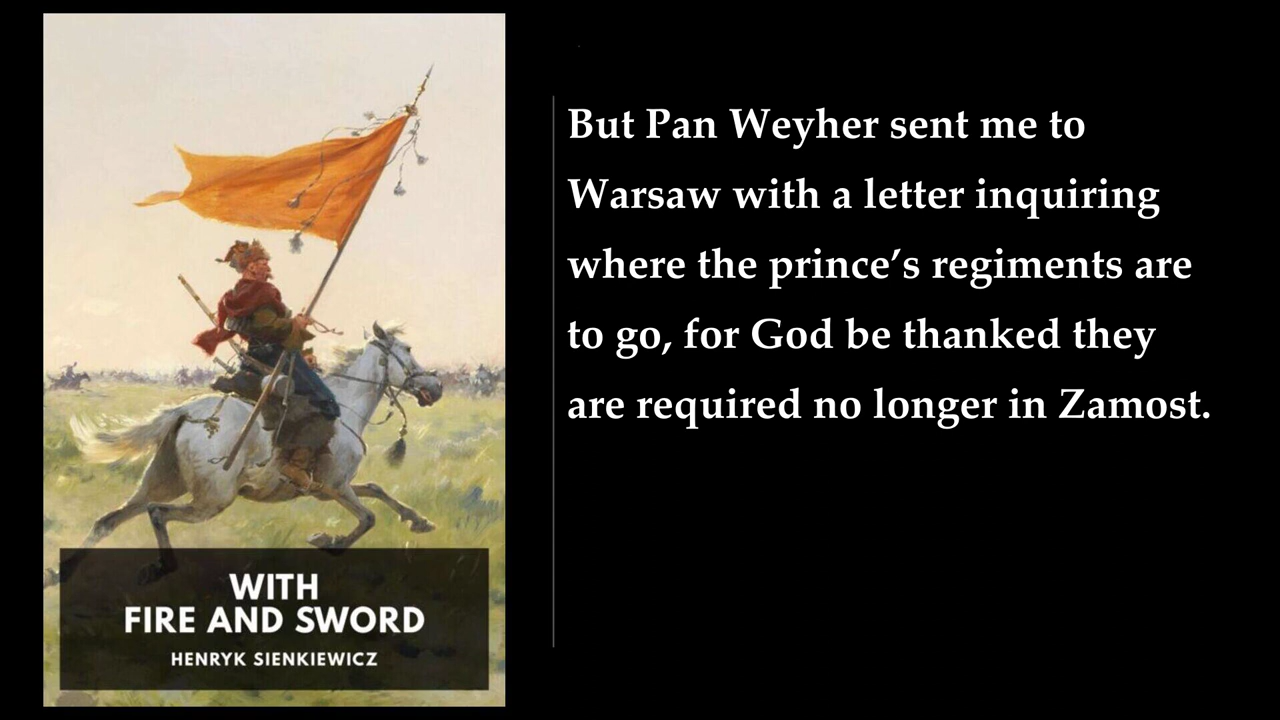 WITH
FIRE AND SWORD
HENRYK SIENKIEWICZ
But Pan Weyher sent me to
Warsaw with a letter inquiring
where the prince’s regiments are
to go, for God be thanked they
are required no longer in Zamost.